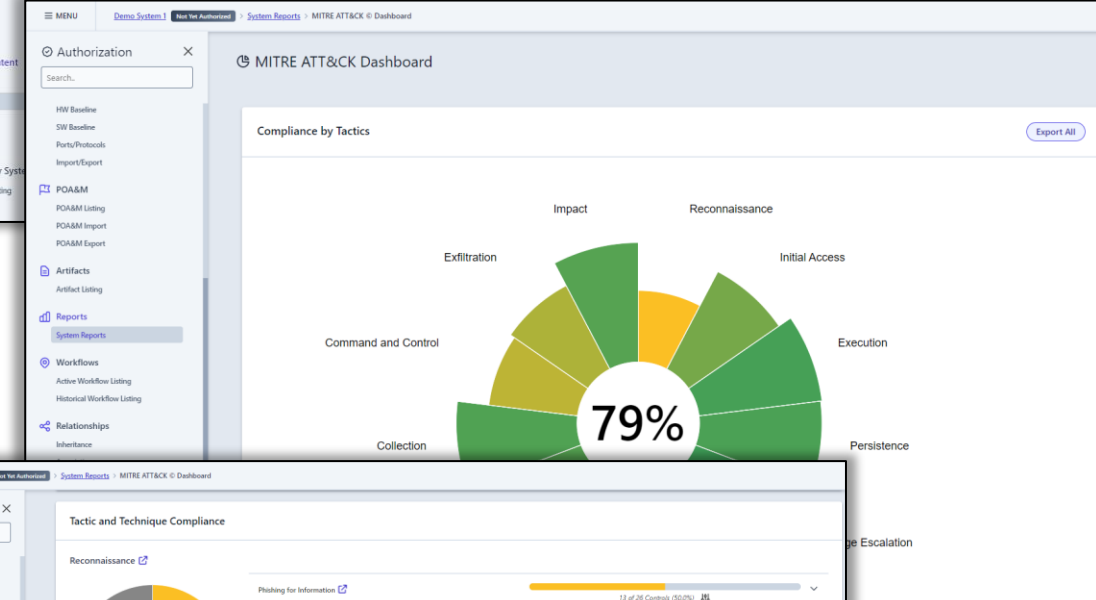 MENU
Demo System 1 Not Yet Authorized > System Reports > MITRE ATT&CK © Dashboard
Authorization
Search..
HW Baseline
SW Baseline
Ports/Protocols
Import/Export
POA&M
POA&M Listing
POA&M Import
POA&M Export
Artifacts
Artifact Listing
Reports
System Reports
Workflows
Active Workflow Listing
Historical Workflow Listing
Relationships
Inheritance
MITRE ATT&CK Dashboard
Compliance by Tactics
Export All
Impact
Reconnaissance
Exfiltration
Initial Access
Command and Control
Execution
79%
Collection
Persistence
ge Escalation
Not Yet Authorized > System Reports > MITRE ATT&CK © Dashboard
Tactic and Technique Compliance
Reconnaissance
Phishing for Information
13 of 26 Controls (50.0%)